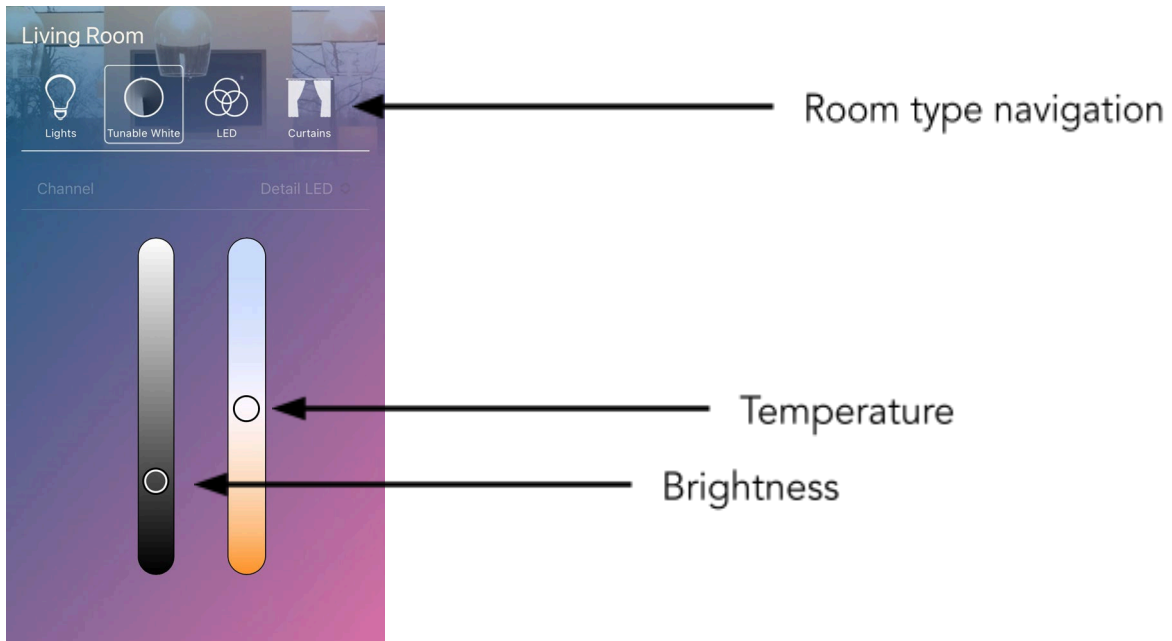 Living Room
Lights Tunable White LED Curtains
Room type navigation
Channel Detail LED
Temperature
Brightness